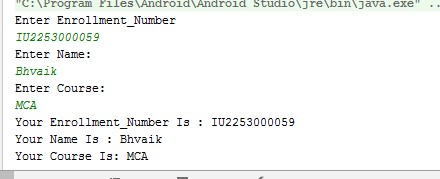 "C:\Program Files\Android\Android Studio\jre\bin\java.exe" ..
Enter Enrollment_Number
IU2253000059
Enter Name:
Bhvaik
Enter Course:
MCA
Your Enrollment_Number Is : IU2253000059
Your Name Is : Bhvaik
Your Course Is: MCA